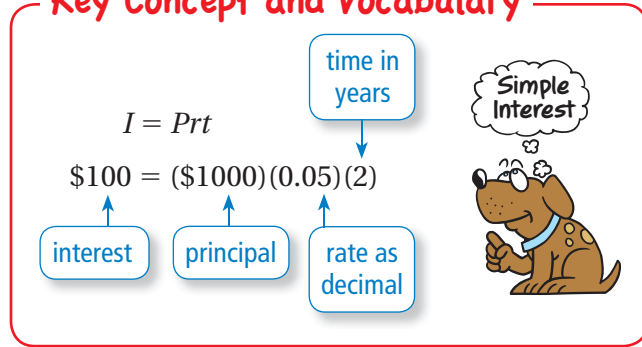 Key Concept and Vocabulary
time in
years
Simple
Interest
I = Prt
$100 = ($1000)(0.05)(2)
interest
principal
rate as
decimal